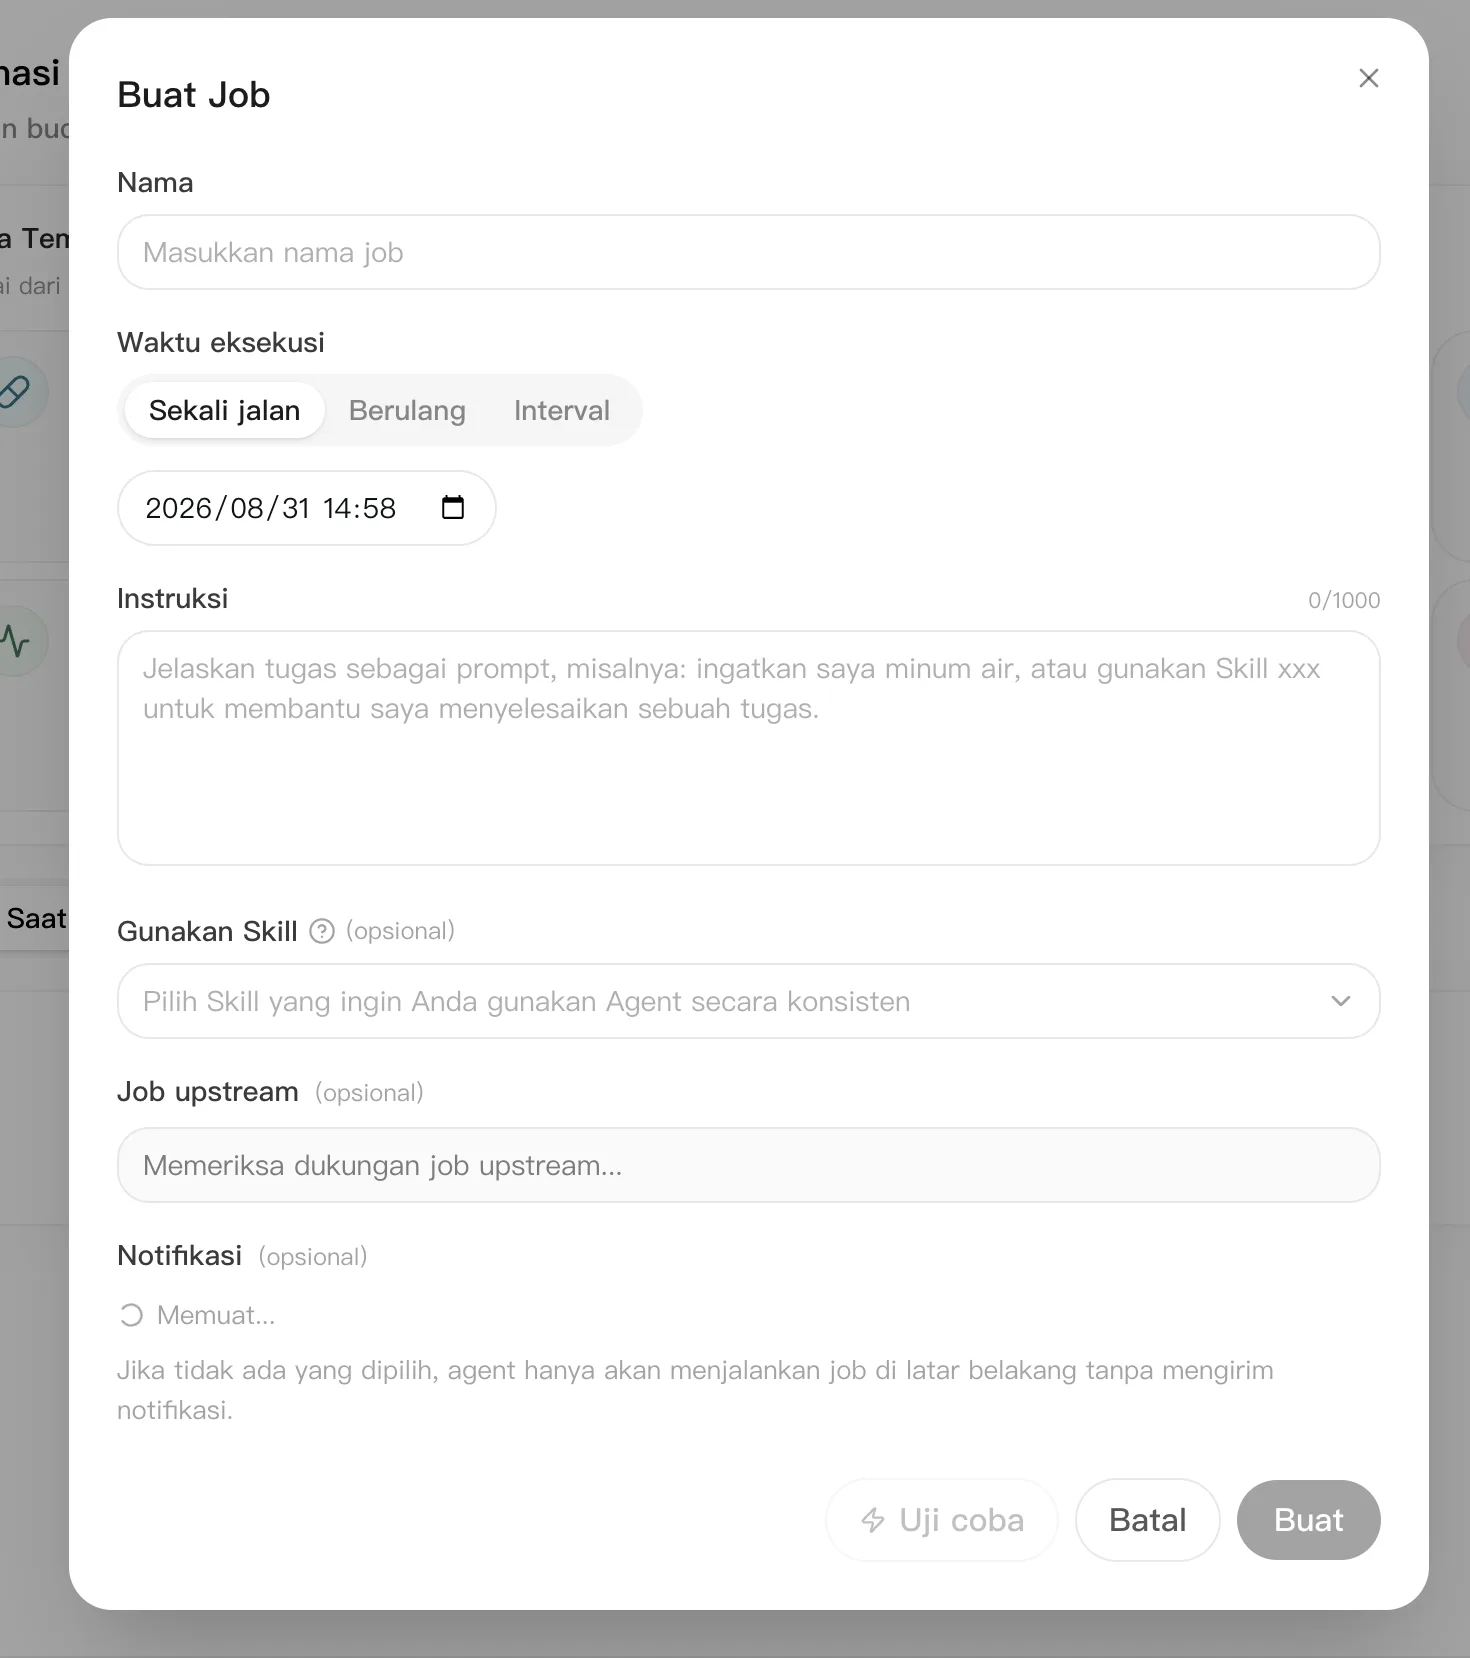 Buat Job
Nama
Masukkan nama job
Waktu eksekusi
Sekali jalan Berulang Interval
2026/08/31 14:58
Instruksi 0/1000
Jelaskan tugas sebagai prompt, misalnya: ingatkan saya minum air, atau gunakan Skill xxx
untuk membantu saya menyelesaikan sebuah tugas.
Gunakan Skill ? (opsional)
Pilih Skill yang ingin Anda gunakan Agent secara konsisten
Job upstream (opsional)
Memeriksa dukungan job upstream...
Notifikasi (opsional)
Memuat...
Jika tidak ada yang dipilih, agent hanya akan menjalankan job di latar belakang tanpa mengirim
notifikasi.
Uji coba Batal Buat
dari
Saat